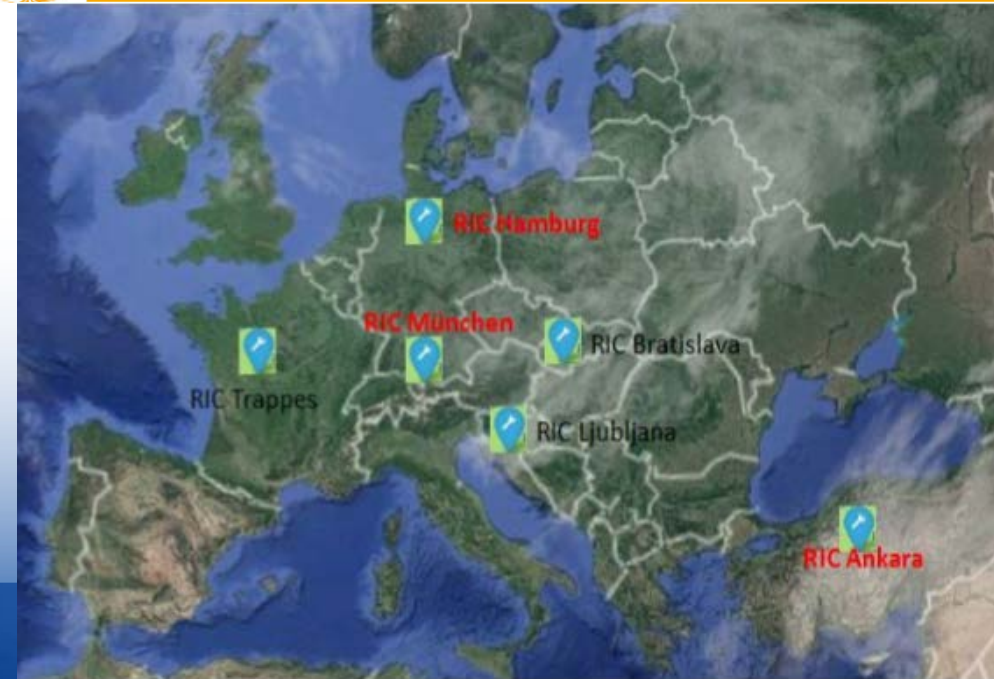 RIC Hamburg
RIC München
RIC Bratislava
RIC Trappes
RIC Ljubljana
RIC Ankara